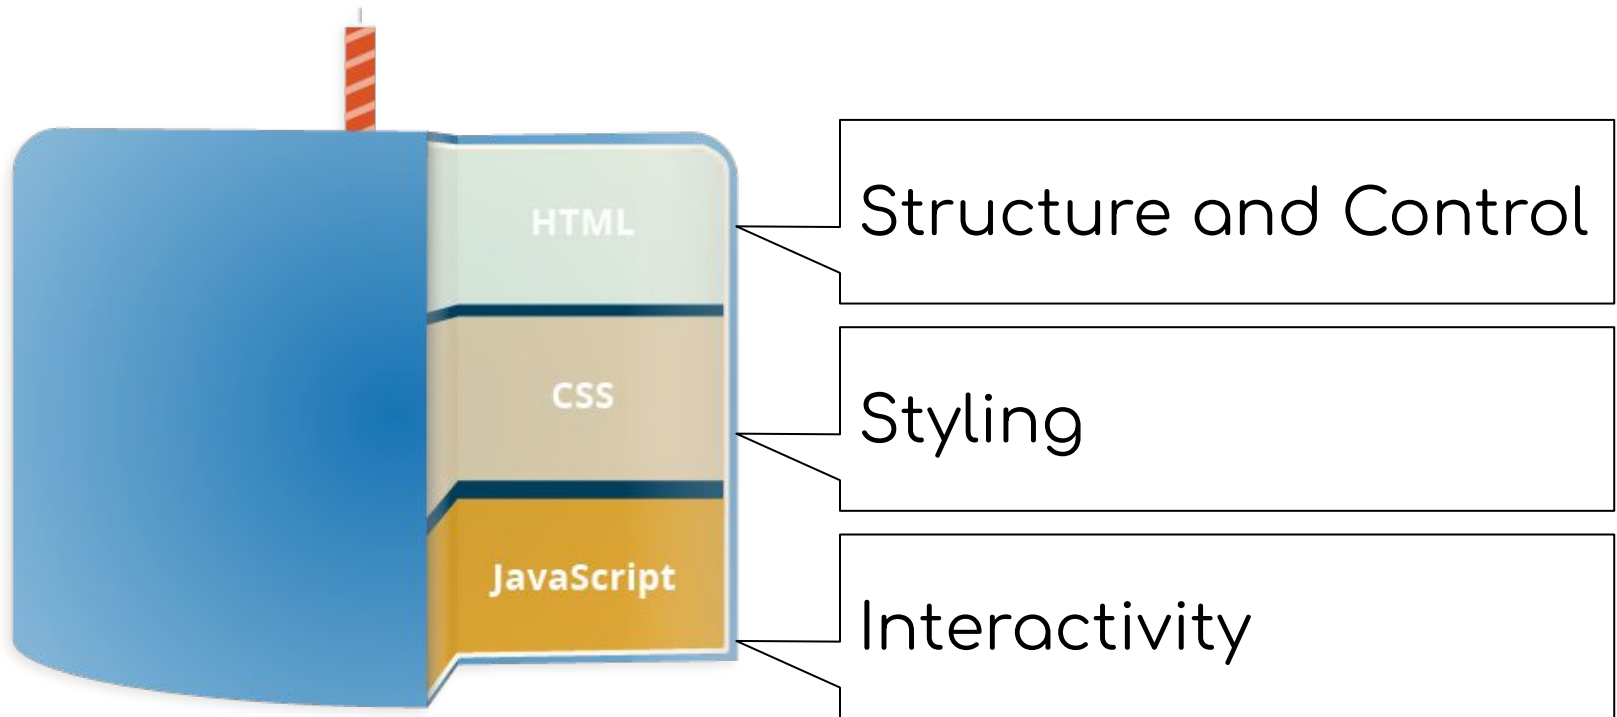 HTML
Structure and Control
CSS
Styling
JavaScript
Interactivity